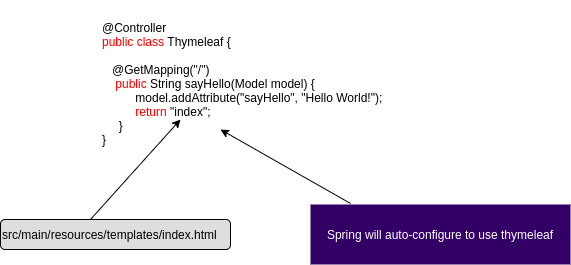 @Controller
public class Thymeleaf {
@GetMapping("/")
public String sayHello(Model model) {
model.addAttribute("sayHello", "Hello World!");
return "index";
}
}
src/main/resources/templates/index.html
Spring will auto-configure to use thymeleaf